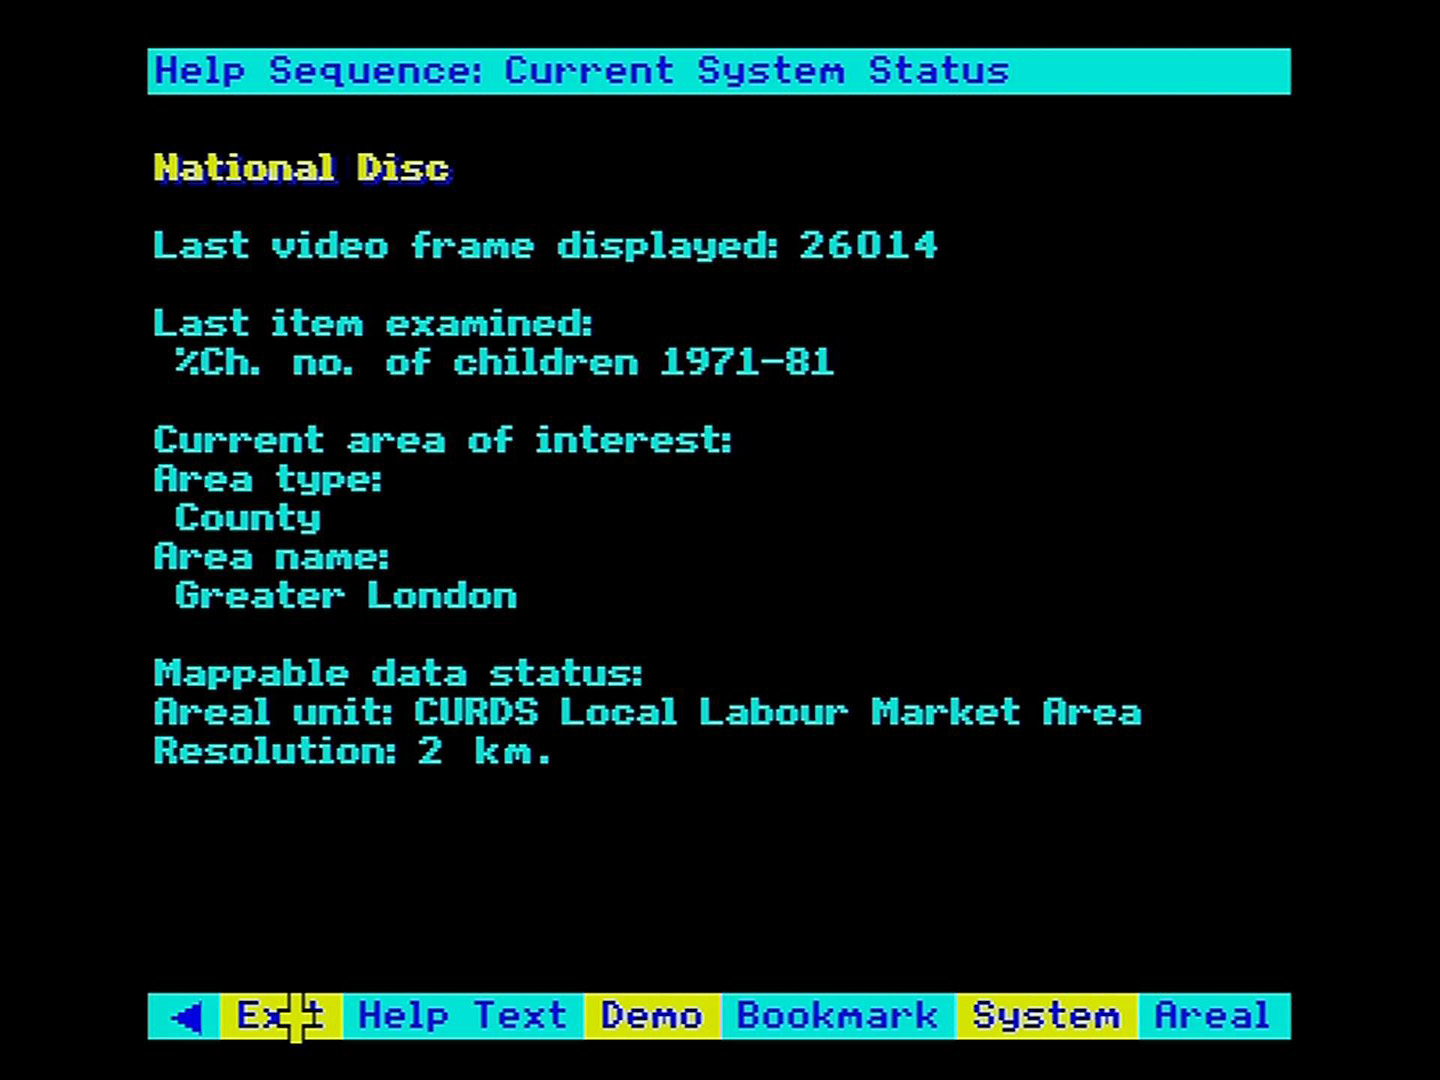 Help Sequence: Current System Status
National Disc
Last video frame displayed: 26014
Last item examined:
%Ch. no. of children 1971-81
Current area of interest:
Area type:
County
Area name:
Greater London
Mappable data status:
Areal unit: CURDS Local Labour Market Area
Resolution: 2 km.
◀ Exit Help Text Demo Bookmark System Areal